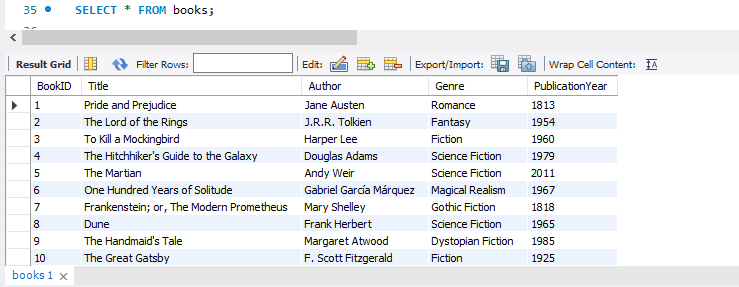 35 SELECT * FROM books;
Result Grid Filter Rows: Edit: Export/Import: Wrap Cell Content:
BookID Title Author Genre PublicationYear
1 Pride and Prejudice Jane Austen Romance 1813
2 The Lord of the Rings J.R.R. Tolkien Fantasy 1954
3 To Kill a Mockingbird Harper Lee Fiction 1960
4 The Hitchhiker's Guide to the Galaxy Douglas Adams Science Fiction 1979
5 The Martian Andy Weir Science Fiction 2011
6 One Hundred Years of Solitude Gabriel García Márquez Magical Realism 1967
7 Frankenstein; or, The Modern Prometheus Mary Shelley Gothic Fiction 1818
8 Dune Frank Herbert Science Fiction 1965
9 The Handmaid's Tale Margaret Atwood Dystopian Fiction 1985
10 The Great Gatsby F. Scott Fitzgerald Fiction 1925
books 1